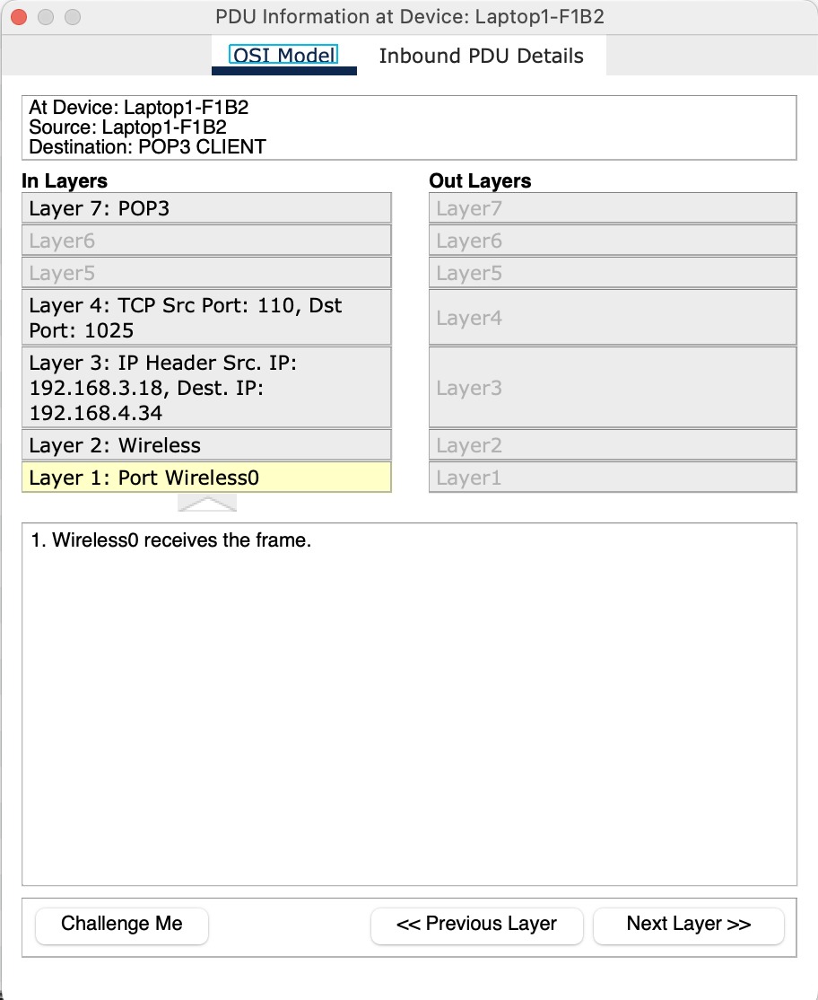 PDU Information at Device: Laptop1-F1B2
OSI Model
Inbound PDU Details
At Device: Laptop1-F1B2
Source: Laptop1-F1B2
Destination: POP3 CLIENT
In Layers
Layer 7: POP3
Layer6
Layer5
Layer 4: TCP Src Port: 110, Dst
Port: 1025
Layer 3: IP Header Src. IP:
192.168.3.18, Dest. IP:
192.168.4.34
Layer 2: Wireless
Layer 1: Port Wireless0
Out Layers
Layer7
Layer6
Layer5
Layer4
Layer3
Layer2
Layer1
1. Wireless0 receives the frame.
Challenge Me
<< Previous Layer
Next Layer >>